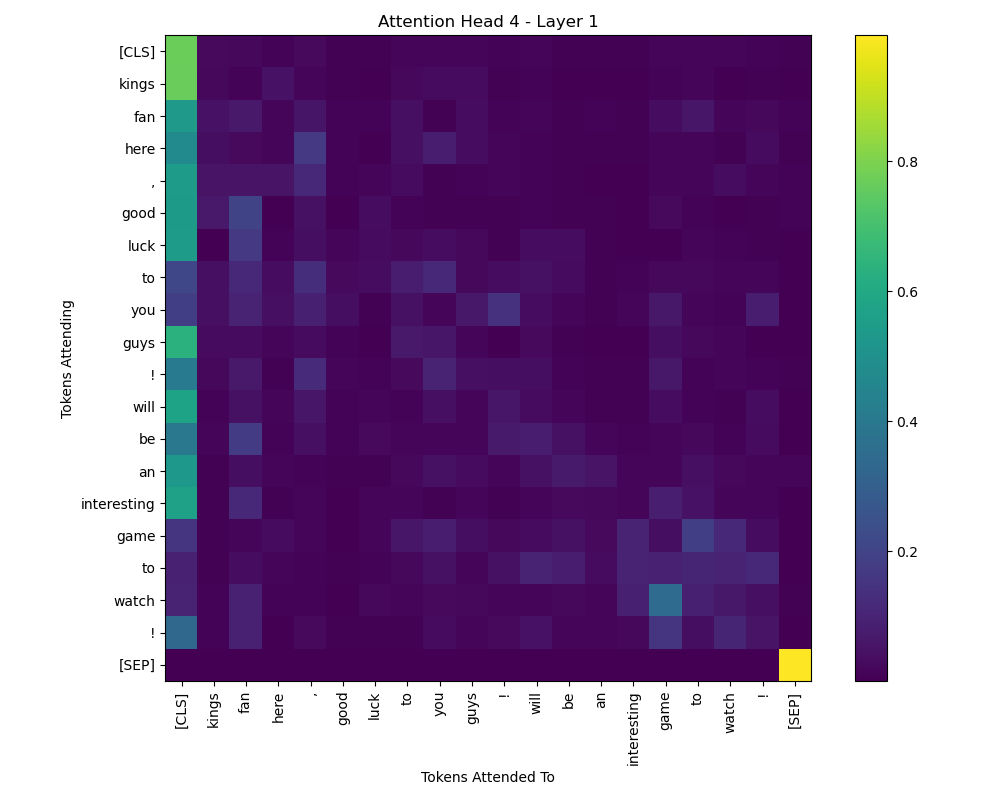 Attention Head 4 - Layer 1
Tokens Attending
[CLS]
kings
fan
here
,
good
luck
to
you
guys
!
will
be
an
interesting
game
to
watch
!
[SEP]
[CLS]
kings
fan
here
,
good
luck
to
you
guys
!
will
be
an
interesting
game
to
watch
!
[SEP]
Tokens Attended To
0.8
0.6
0.4
0.2